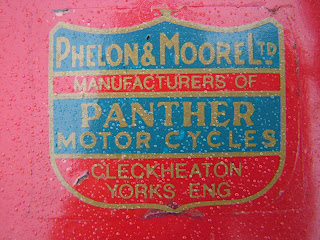 PHELON & MOORE LTD
MANUFACTURERS OF
PANTHER
MOTOR CYCLES
CLECKHEATON
YORKS ENG